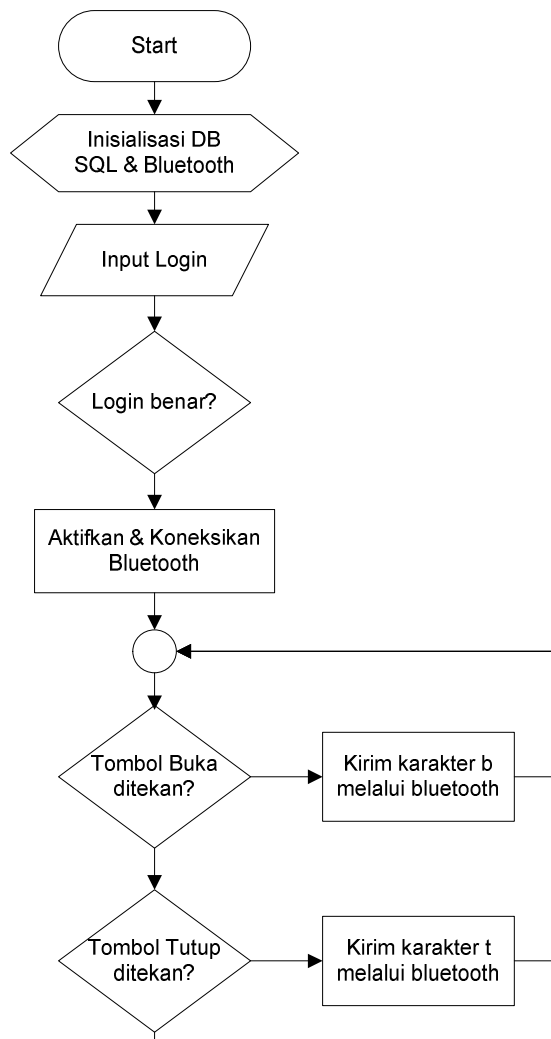 Start
Inisialisasi DB
SQL & Bluetooth
Input Login
Login benar?
Aktifkan & Koneksikan
Bluetooth
Tombol Buka
ditekan?
Kirim karakter b
melalui bluetooth
Tombol Tutup
ditekan?
Kirim karakter t
melalui bluetooth